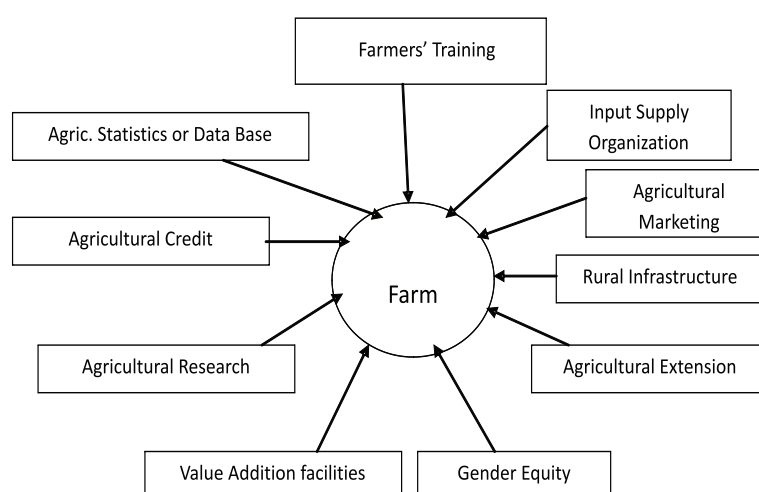 Farmers’ Training
Input Supply
Organization
Agric. Statistics or Data Base
Agricultural
Marketing
Agricultural Credit
Rural Infrastructure
Farm
Agricultural Research
Agricultural Extension
Value Addition facilities
Gender Equity